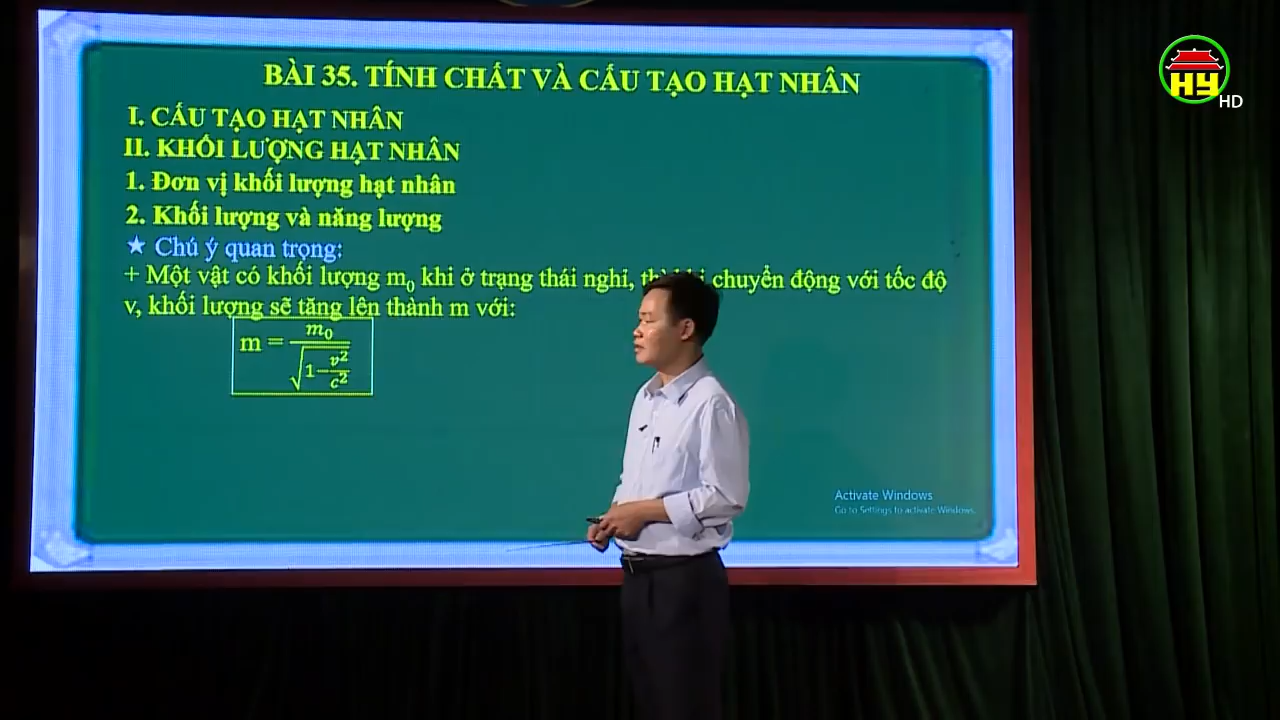 BÀI 35. TÍNH CHẤT VÀ CẤU TẠO HẠT NHÂN
I. CẤU TẠO HẠT NHÂN
II. KHỐI LƯỢNG HẠT NHÂN
1. Đơn vị khối lượng hạt nhân
2. Khối lượng và năng lượng
★ Chú ý quan trọng:
+ Một vật có khối lượng m₀ khi ở trạng thái nghỉ, chuyển động với tốc độ
v, khối lượng sẽ tăng lên thành m với:
m = m₀ / √(1 − v²/c²)
Activate Windows
Go to Settings to activate Windows.
HY
HD